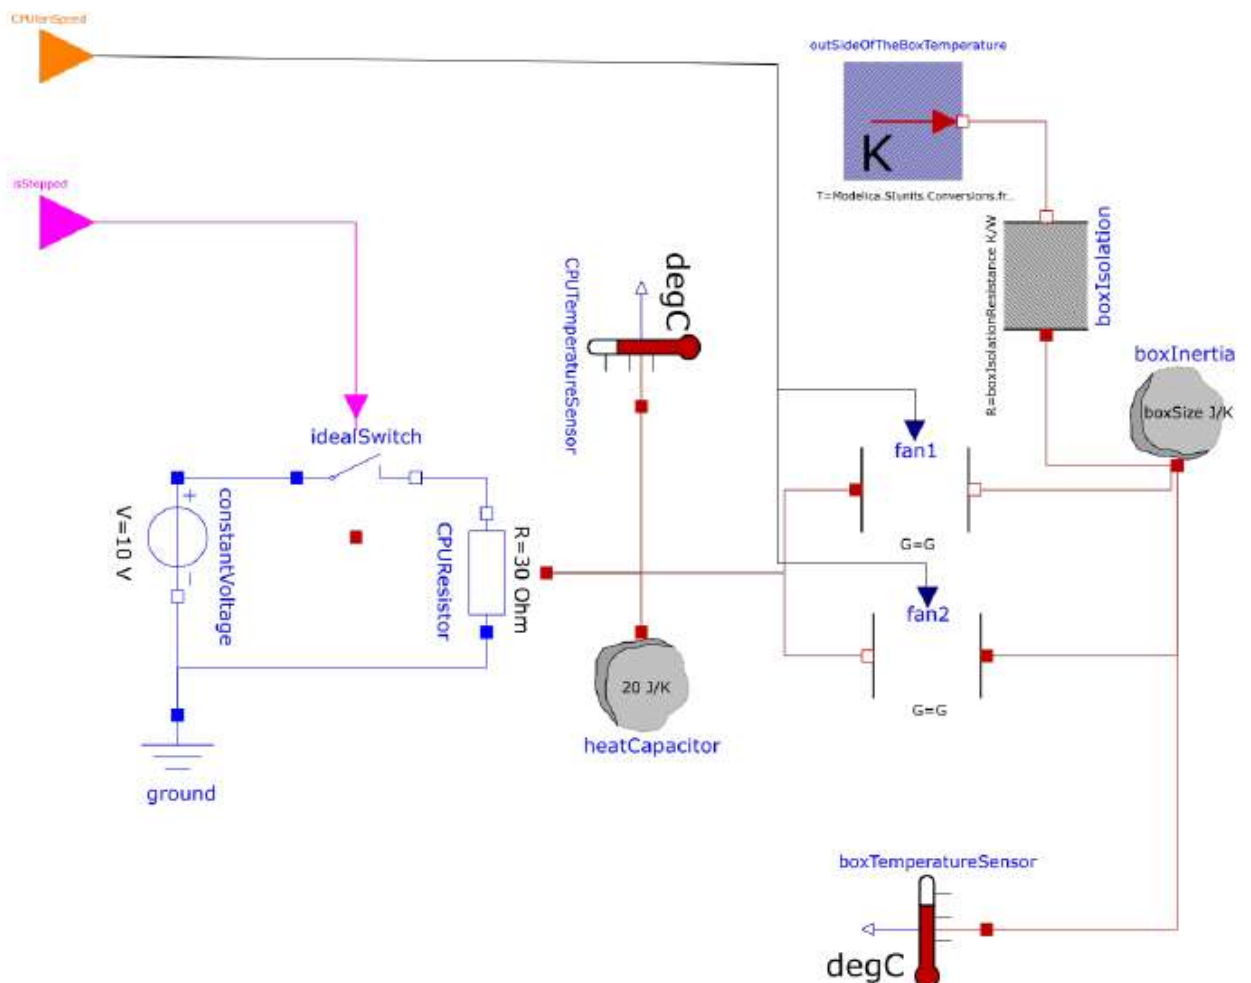 CPUfanSpeed
outSideOfTheBoxTemperature
K
T=Modelica.SIunits.Conversions.fr...
isStopped
CPUTemperatureSensor
degC
R=boxIsolationResistance K/W
boxIsolation
boxInertia
boxSize J/K
idealSwitch
fan1
G=G
+
constantVoltage
V=10 V
−
CPUResistor
R=30 Ohm
fan2
G=G
20 J/K
heatCapacitor
ground
boxTemperatureSensor
degC